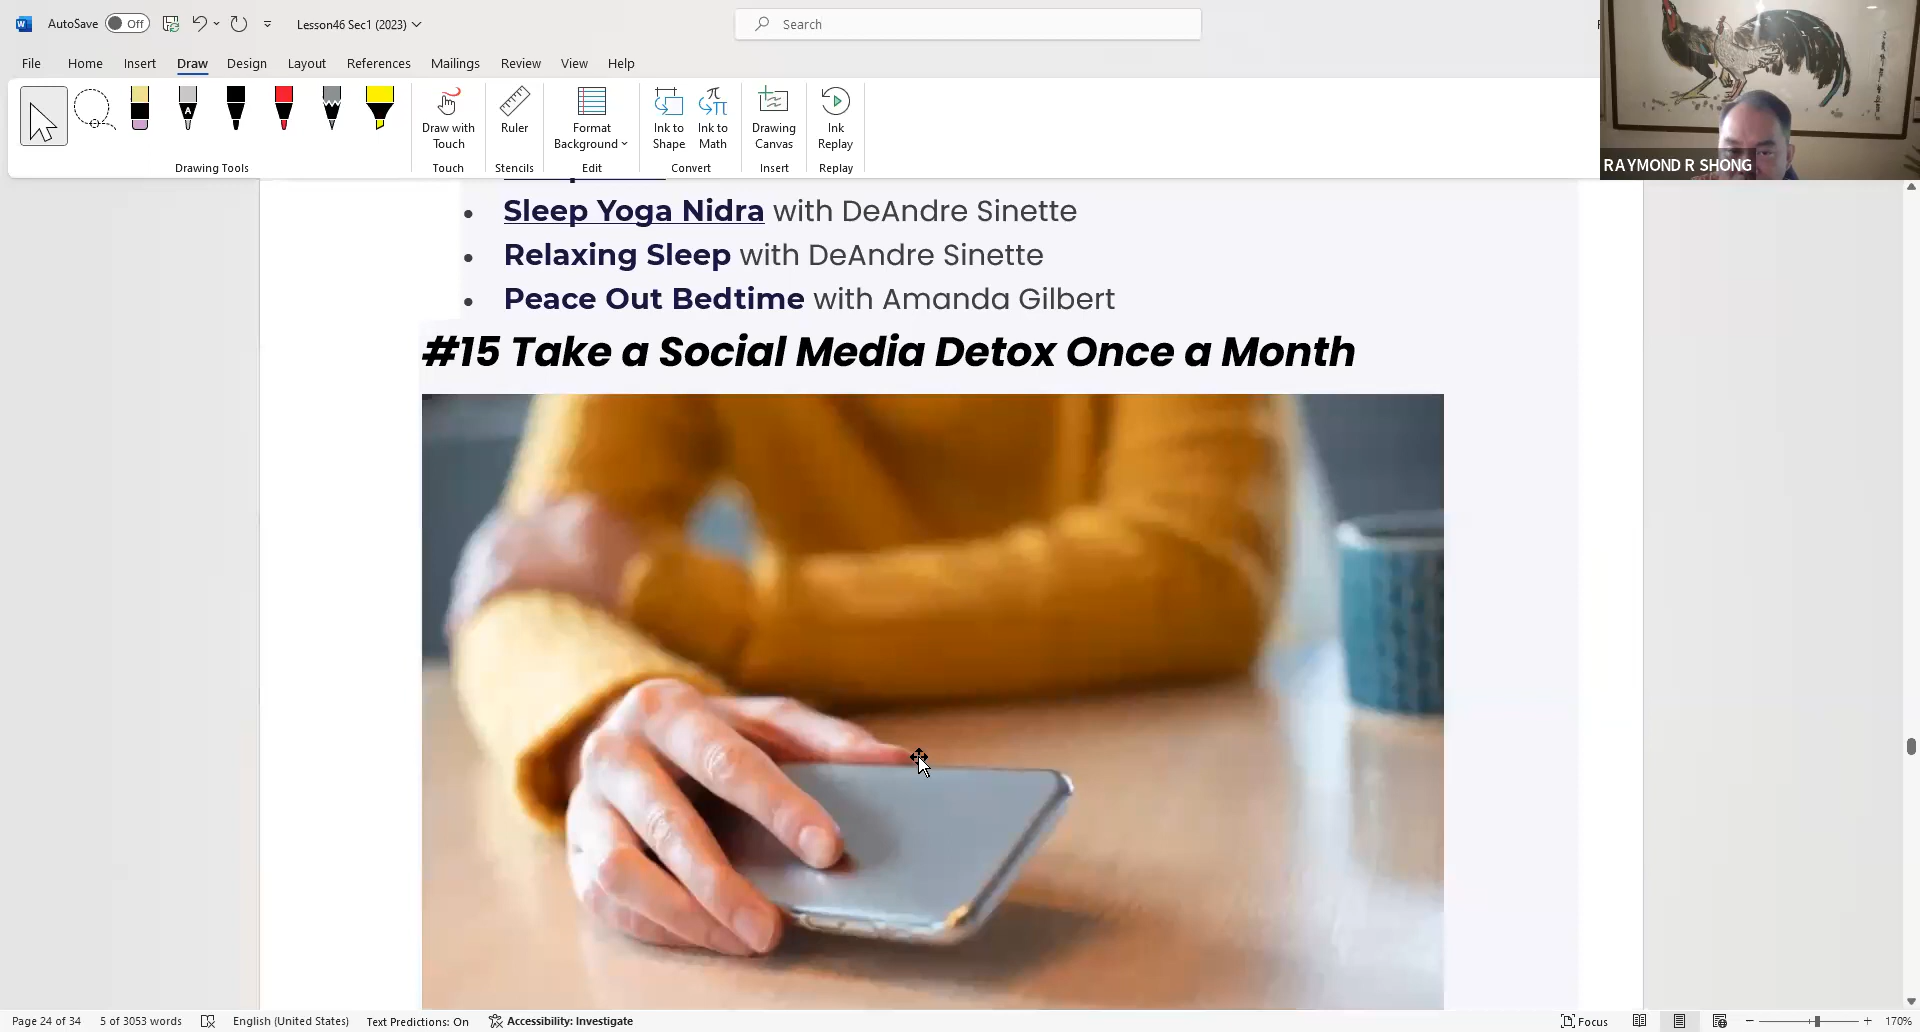 AutoSave Off Lesson46 Sec1 (2023) Search
File Home Insert Draw Design Layout References Mailings Review View Help
A
Draw with Touch
Ruler
Format Background
Ink to Shape
Ink to Math
Drawing Canvas
Ink Replay
Drawing Tools Touch Stencils Edit Convert Insert Replay
RAYMOND R SHONG
Sleep Yoga Nidra with DeAndre Sinette
Relaxing Sleep with DeAndre Sinette
Peace Out Bedtime with Amanda Gilbert
#15 Take a Social Media Detox Once a Month
Page 24 of 34 5 of 3053 words English (United States) Text Predictions: On Accessibility: Investigate Focus 170%